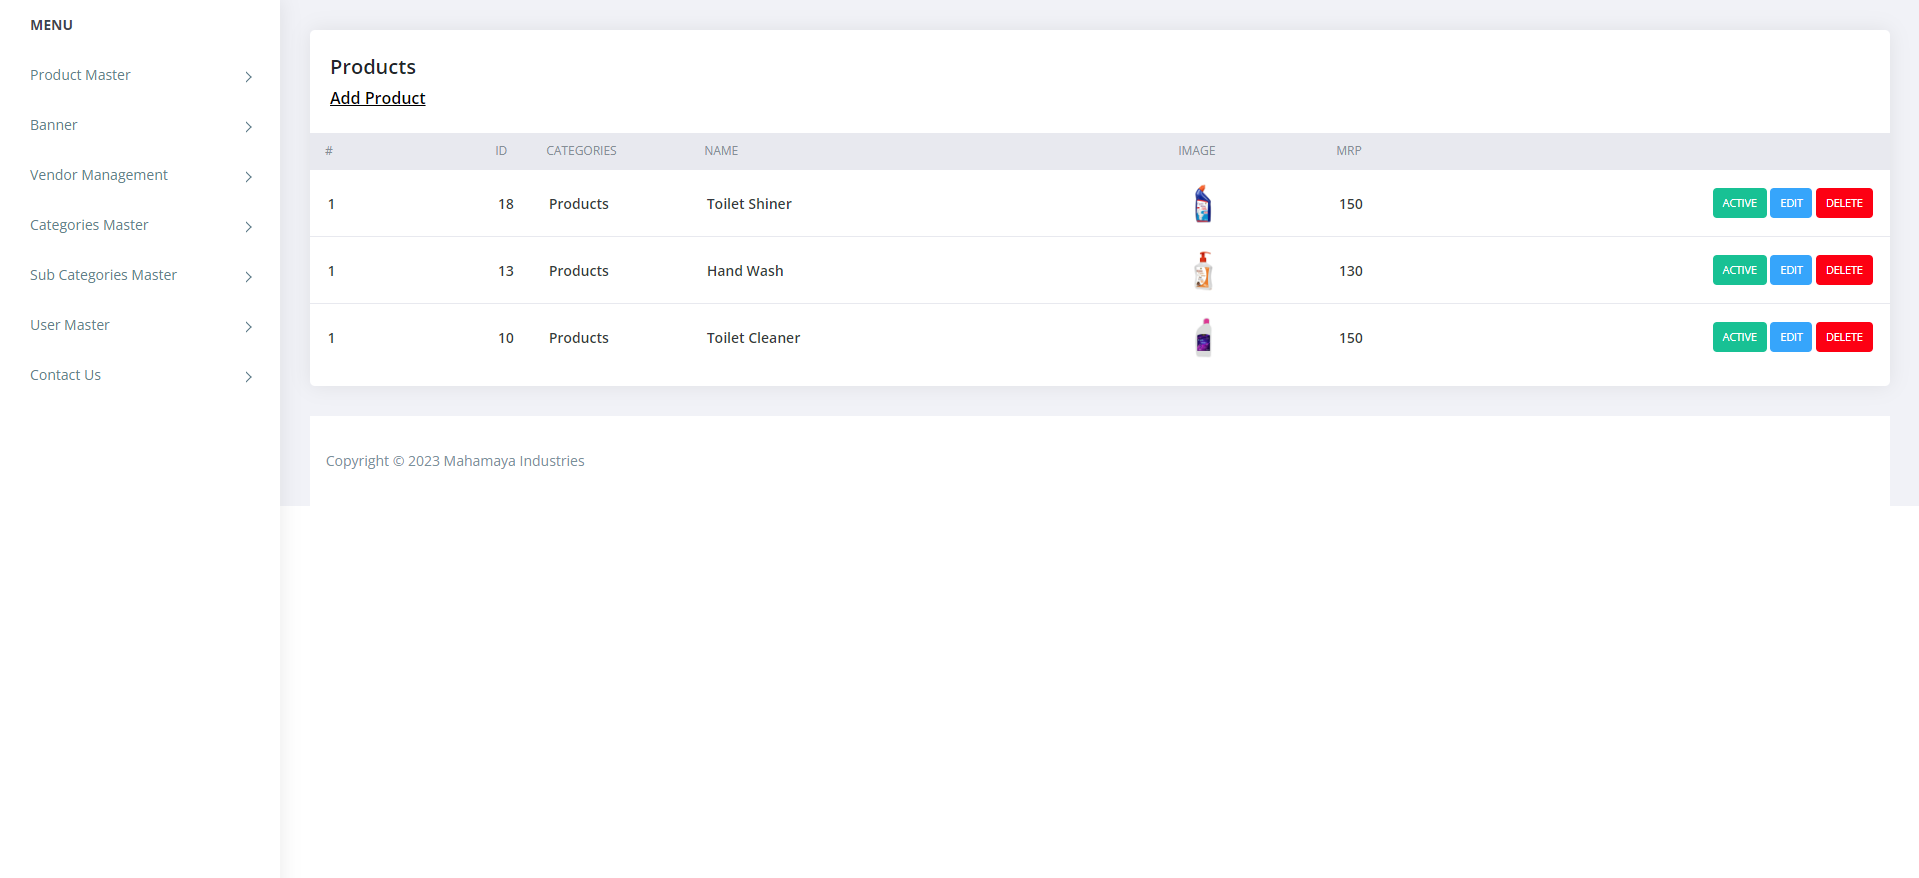 MENU
Product Master
Banner
Vendor Management
Categories Master
Sub Categories Master
User Master
Contact Us
Products
Add Product
# ID CATEGORIES NAME IMAGE MRP
1 18 Products Toilet Shiner 150 ACTIVE EDIT DELETE
1 13 Products Hand Wash 130 ACTIVE EDIT DELETE
1 10 Products Toilet Cleaner 150 ACTIVE EDIT DELETE
Copyright © 2023 Mahamaya Industries